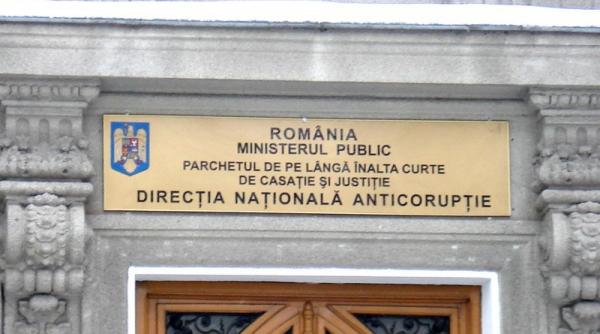 ROMÂNIA
MINISTERUL PUBLIC
PARCHETUL DE PE LÂNGĂ ÎNALTA CURTE
DE CASAȚIE ȘI JUSTIȚIE
DIRECȚIA NAȚIONALĂ ANTICORUPȚIE